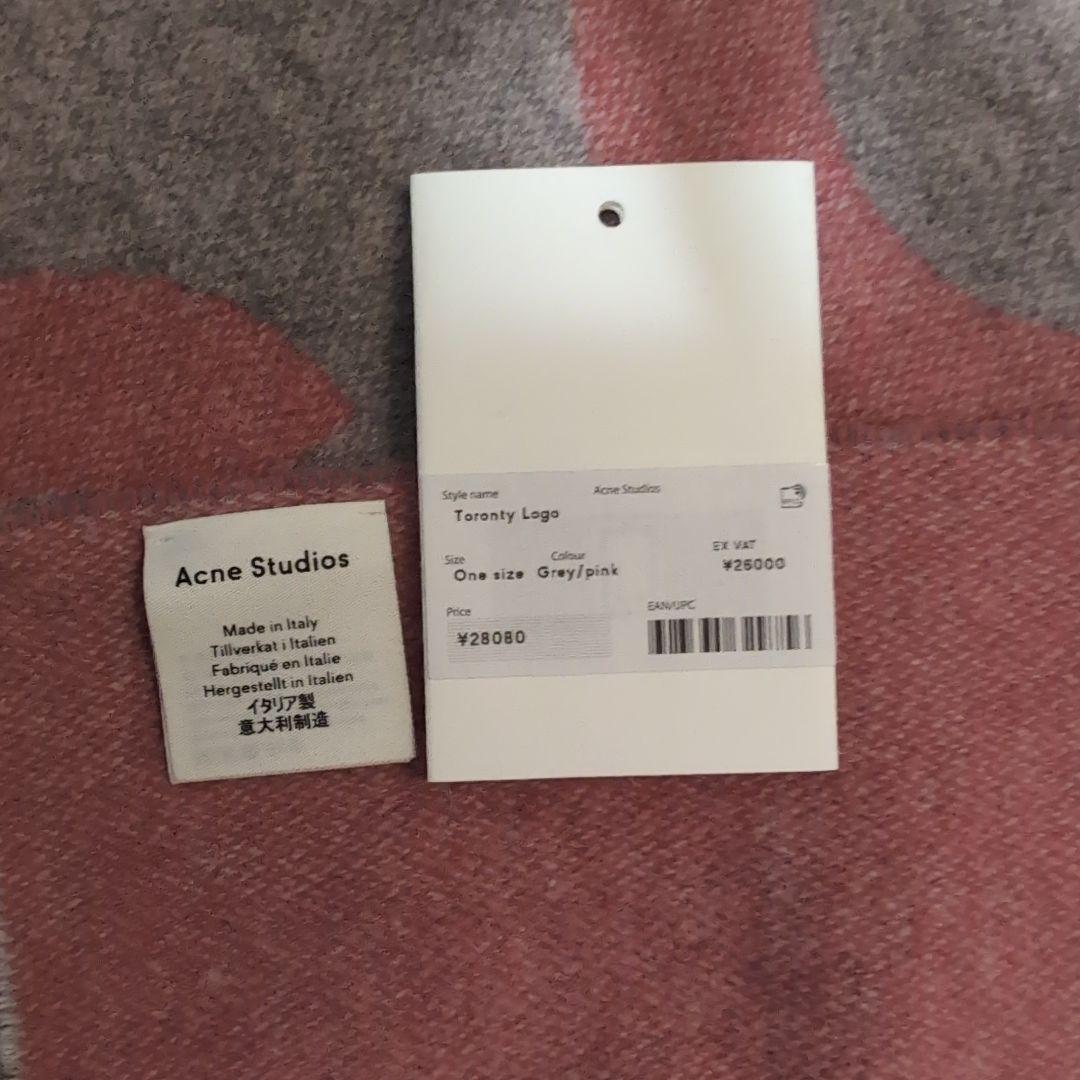 Acne Studios
Made in Italy
Tillverkat i Italien
Fabriqué en Italie
Hergestellt in Italien
イタリア製
意大利制造
Style name
Acne Studios
Toronty Logo
Size
Colour
EX VAT
One size
Grey/pink
¥26000
Price
EAN/UPC
¥28080